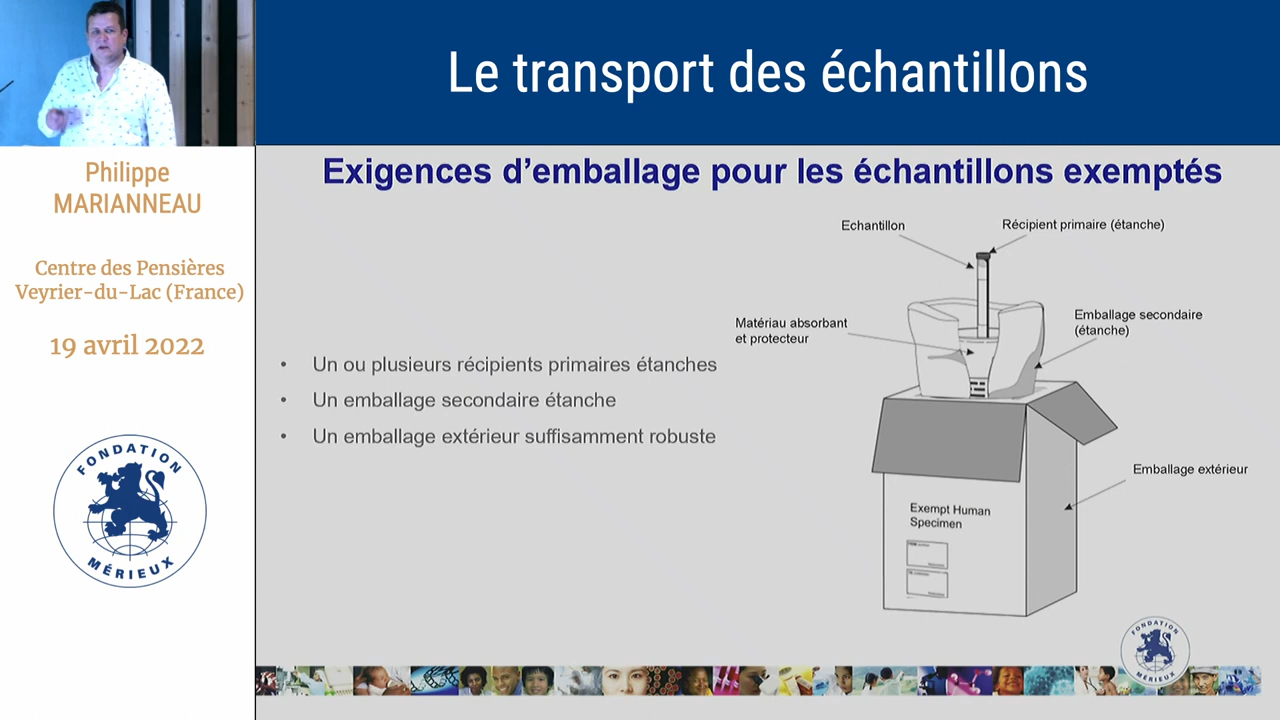 Le transport des échantillons
Philippe
MARIANNEAU
Centre des Pensières
Veyrier-du-Lac (France)
19 avril 2022
FONDATION
MÉRIEUX
Exigences d'emballage pour les échantillons exemptés
• Un ou plusieurs récipients primaires étanches
• Un emballage secondaire étanche
• Un emballage extérieur suffisamment robuste
Echantillon
Récipient primaire (étanche)
Matériau absorbant
et protecteur
Emballage secondaire
(étanche)
Emballage extérieur
Exempt Human
Specimen
FONDATION
MÉRIEUX